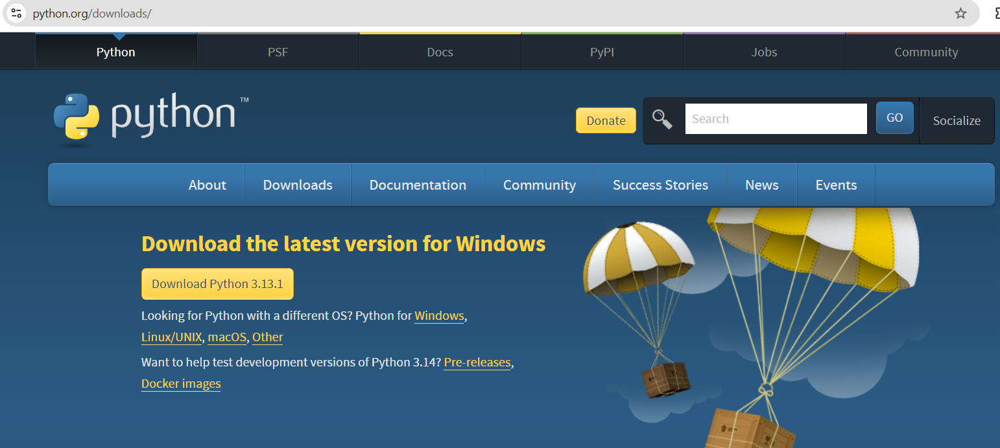 python.org/downloads/
Python PSF Docs PyPI Jobs Community
python™
Donate Search GO Socialize
About Downloads Documentation Community Success Stories News Events
Download the latest version for Windows
Download Python 3.13.1
Looking for Python with a different OS? Python for Windows,
Linux/UNIX, macOS, Other
Want to help test development versions of Python 3.14? Pre-releases,
Docker images